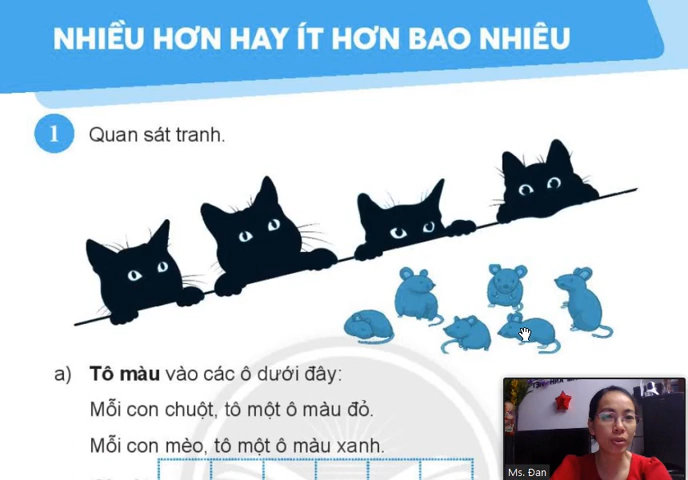 NHIỀU HƠN HAY ÍT HƠN BAO NHIÊU
1 Quan sát tranh.
a) Tô màu vào các ô dưới đây:
Mỗi con chuột, tô một ô màu đỏ.
Mỗi con mèo, tô một ô màu xanh.
Ms. Đan